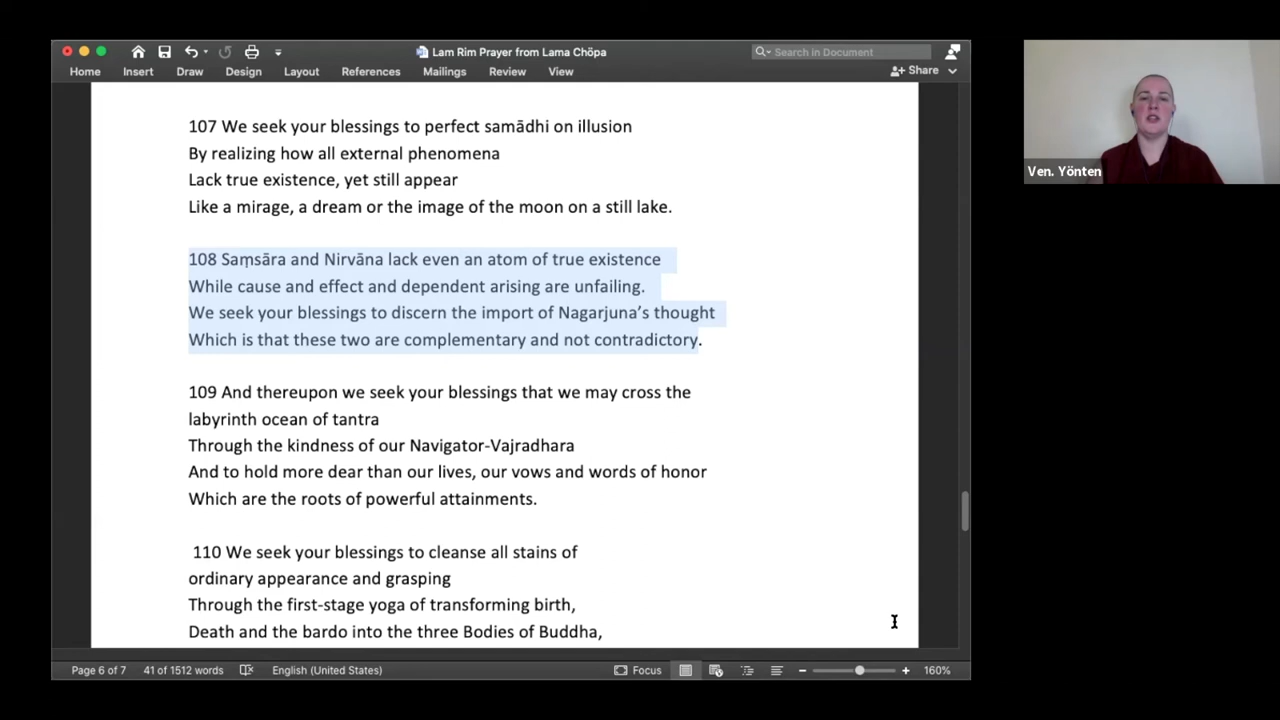 Lam Rim Prayer from Lama Chöpa
Search in Document
Home Insert Draw Design Layout References Mailings Review View
Share
107 We seek your blessings to perfect samādhi on illusion
By realizing how all external phenomena
Lack true existence, yet still appear
Like a mirage, a dream or the image of the moon on a still lake.
108 Saṃsāra and Nirvāna lack even an atom of true existence
While cause and effect and dependent arising are unfailing.
We seek your blessings to discern the import of Nagarjuna's thought
Which is that these two are complementary and not contradictory.
109 And thereupon we seek your blessings that we may cross the
labyrinth ocean of tantra
Through the kindness of our Navigator-Vajradhara
And to hold more dear than our lives, our vows and words of honor
Which are the roots of powerful attainments.
110 We seek your blessings to cleanse all stains of
ordinary appearance and grasping
Through the first-stage yoga of transforming birth,
Death and the bardo into the three Bodies of Buddha,
Page 6 of 7 41 of 1512 words English (United States) Focus 160%
Ven. Yönten